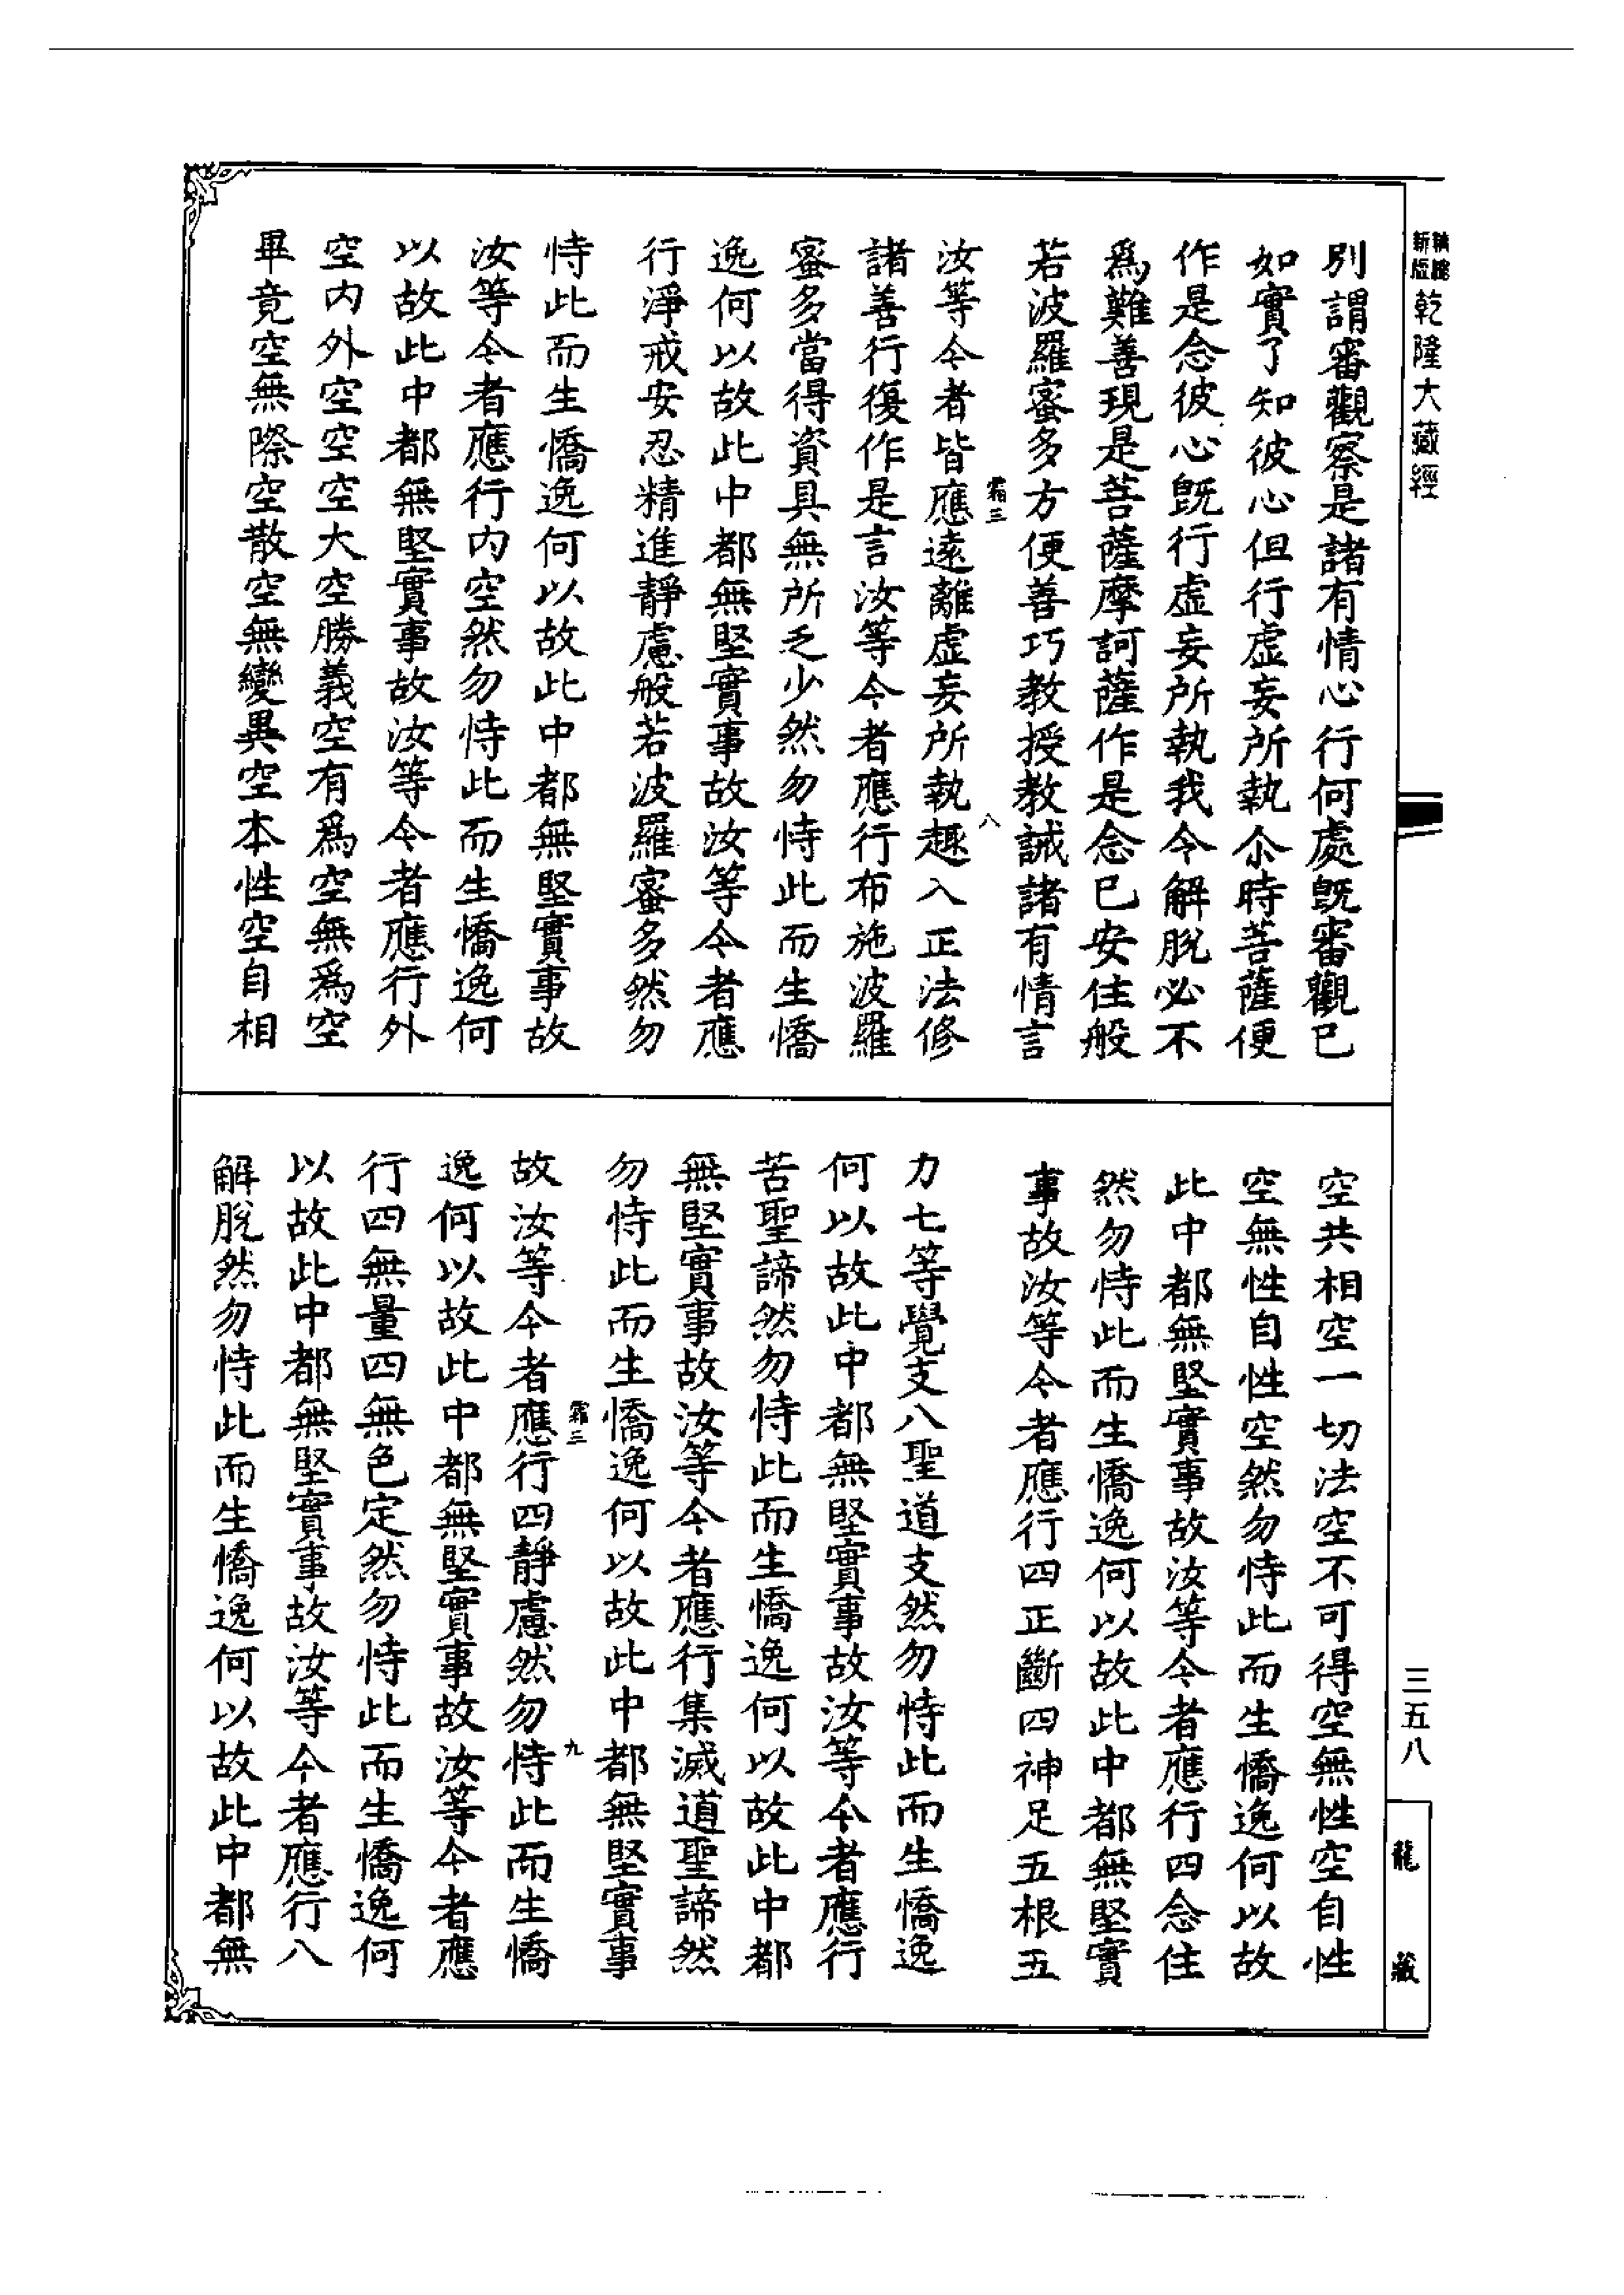 新版 精縮 乾隆大藏經
別謂審觀察是諸有情心行何處旣審觀已
如實了知彼心但行虛妄所執尒時菩薩便
作是念彼心旣行虛妄所執我令解脫必不
爲難善現是菩薩摩訶薩作是念已安住般
若波羅蜜多方便善巧教授教誡諸有情言
霜三 八
汝等今者皆應遠離虛妄所執趣入正法修
諸善行復作是言汝等今者應行布施波羅
蜜多當得資具無所乏少然勿恃此而生憍
逸何以故此中都無堅實事故汝等今者應
行淨戒安忍精進靜慮般若波羅蜜多然勿
恃此而生憍逸何以故此中都無堅實事故
汝等今者應行内空然勿恃此而生憍逸何
以故此中都無堅實事故汝等今者應行外
空内外空空空大空勝義空有爲空無爲空
畢竟空無際空散空無變異空本性空自相
空共相空一切法空不可得空無性空自性
空無性自性空然勿恃此而生憍逸何以故
此中都無堅實事故汝等今者應行四念住
然勿恃此而生憍逸何以故此中都無堅實
事故汝等今者應行四正斷四神足五根五
力七等覺支八聖道支然勿恃此而生憍逸
何以故此中都無堅實事故汝等今者應行
苦聖諦然勿恃此而生憍逸何以故此中都
無堅實事故汝等今者應行集滅道聖諦然
勿恃此而生憍逸何以故此中都無堅實事
霜三 九
故汝等今者應行四靜慮然勿恃此而生憍
逸何以故此中都無堅實事故汝等今者應
行四無量四無色定然勿恃此而生憍逸何
以故此中都無堅實事故汝等今者應行八
解脫然勿恃此而生憍逸何以故此中都無
三五八
龍藏